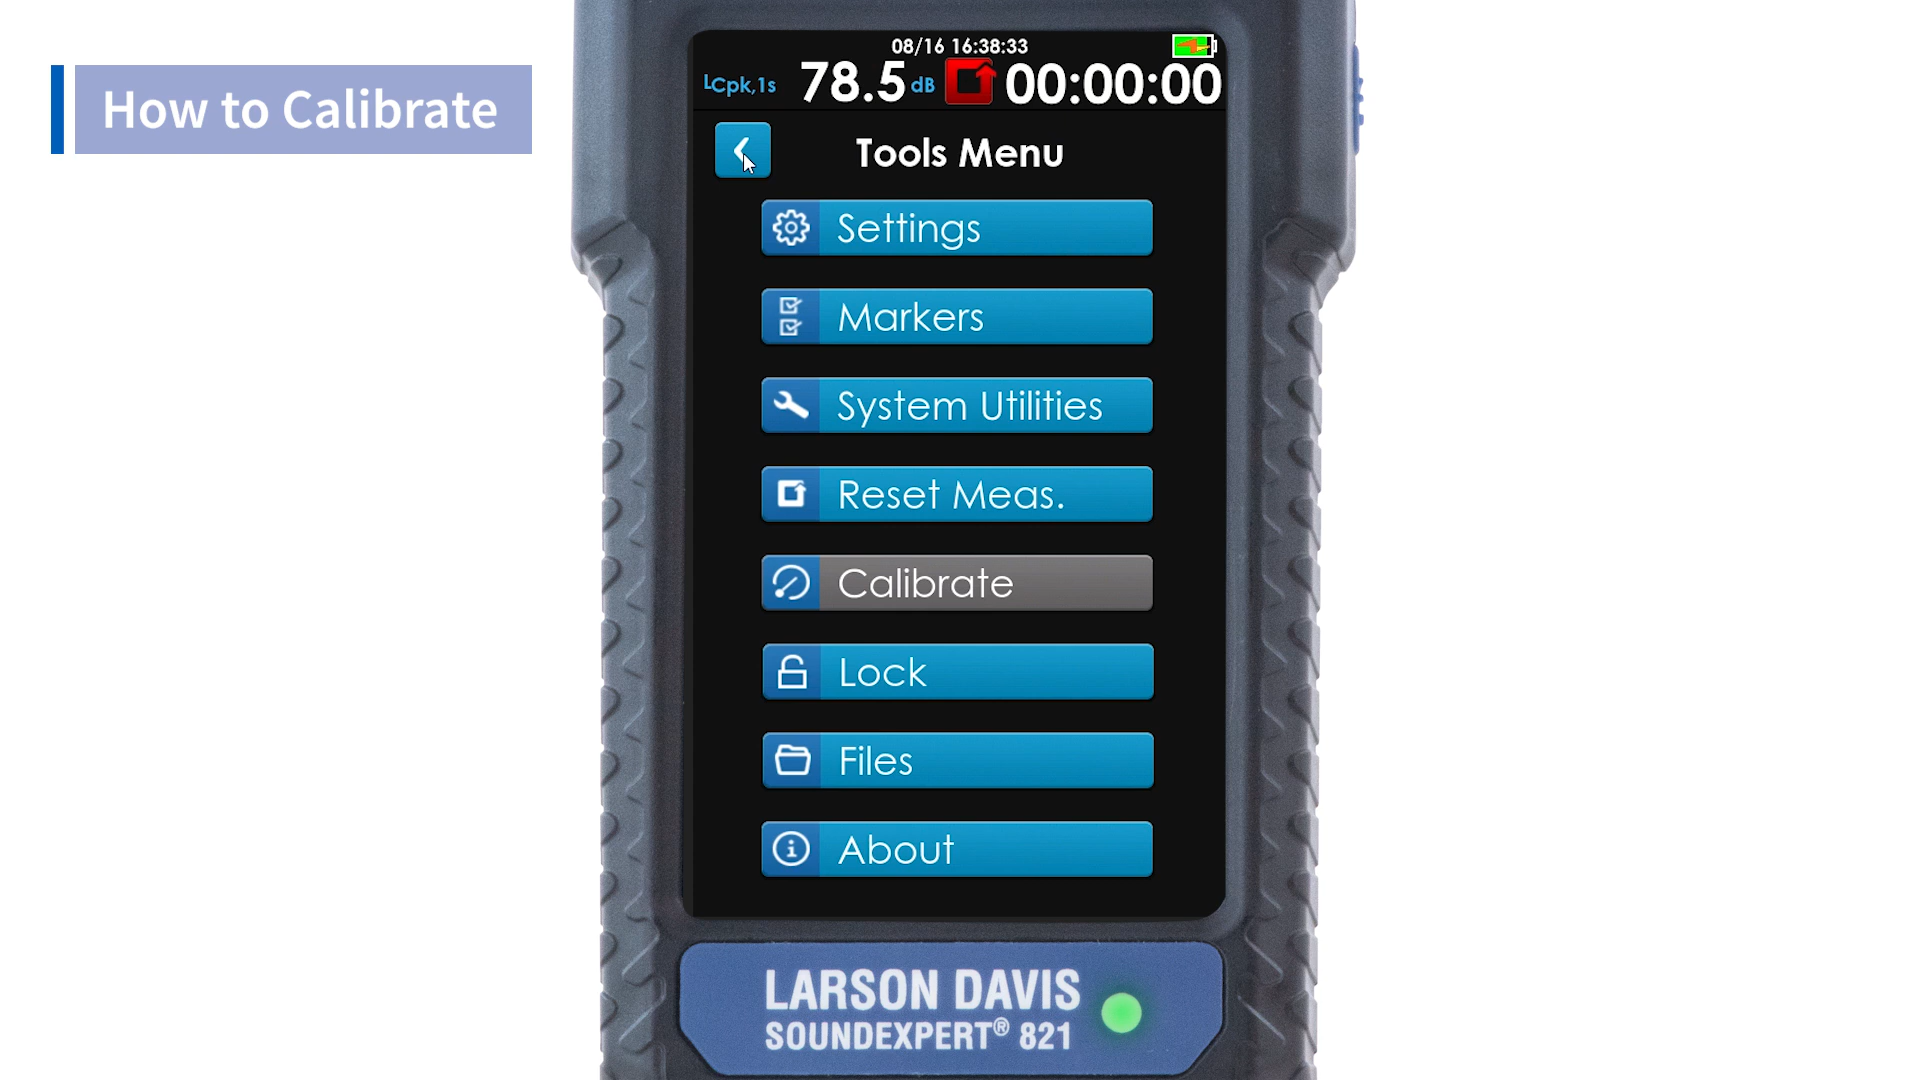 How to Calibrate
08/16 16:38:33
LCpk,1s 78.5 dB 00:00:00
Tools Menu
Settings
Markers
System Utilities
Reset Meas.
Calibrate
Lock
Files
About
LARSON DAVIS
SOUNDEXPERT® 821